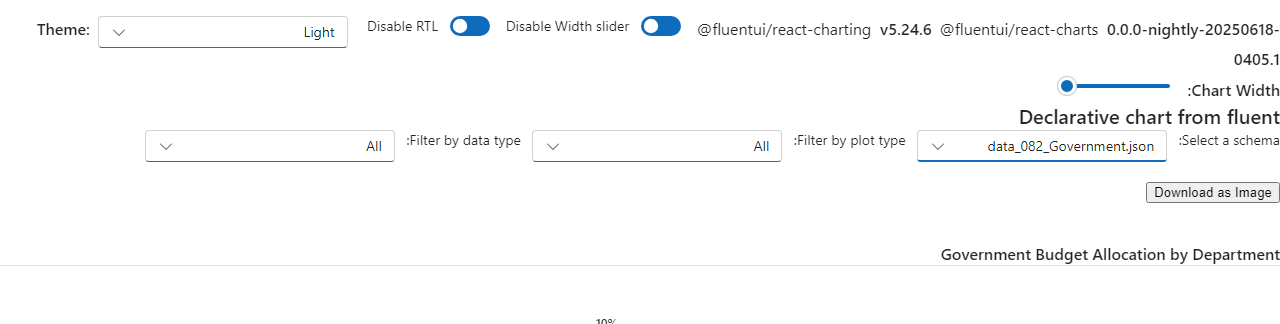 Theme: Light Disable RTL Disable Width slider @fluentui/react-charting v5.24.6 @fluentui/react-charts 0.0.0-nightly-20250618-
0405.1
:Chart Width
Declarative chart from fluent
:Select a schema data_082_Government.json :Filter by plot type All :Filter by data type All
Download as Image
Government Budget Allocation by Department
10%